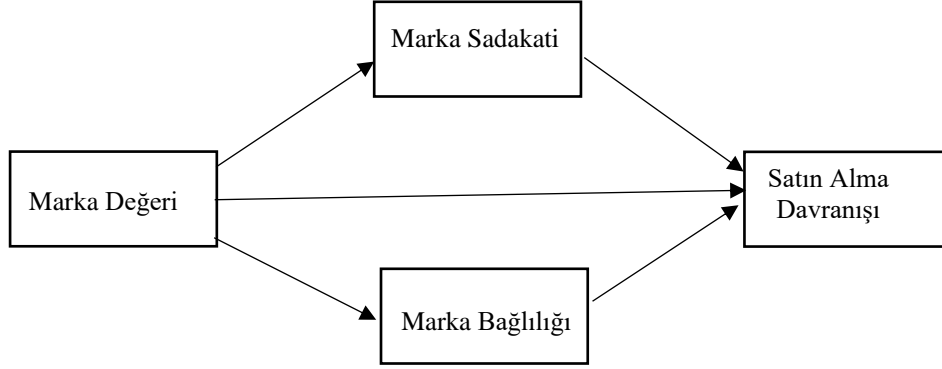 Marka Sadakati
Marka Değeri
Satın Alma
Davranışı
Marka Bağlılığı